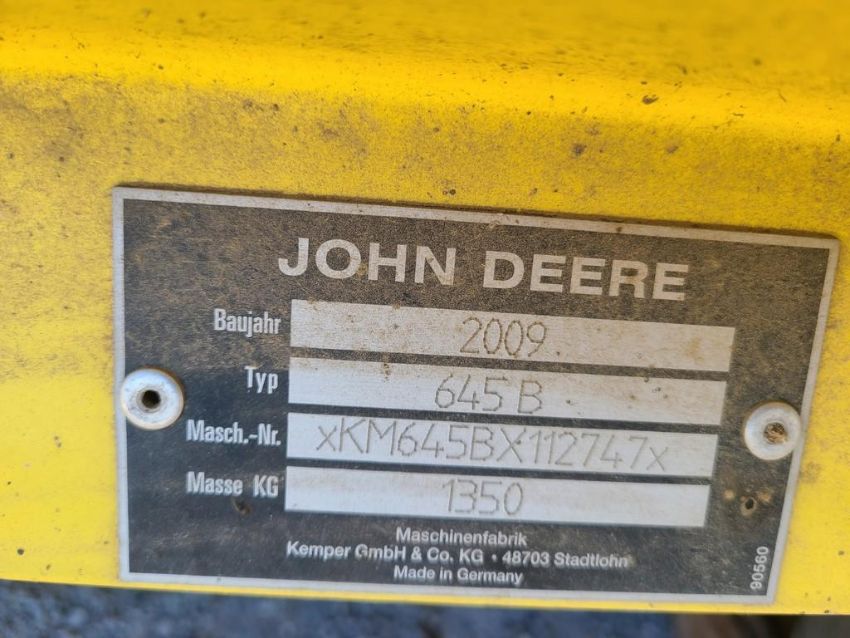 JOHN DEERE
Baujahr 2009
Typ 645 B
Masch.-Nr. xKM645BX112747x
Masse KG 1350
Maschinenfabrik
Kemper GmbH & Co. KG • 48703 Stadtlohn
Made in Germany
90560